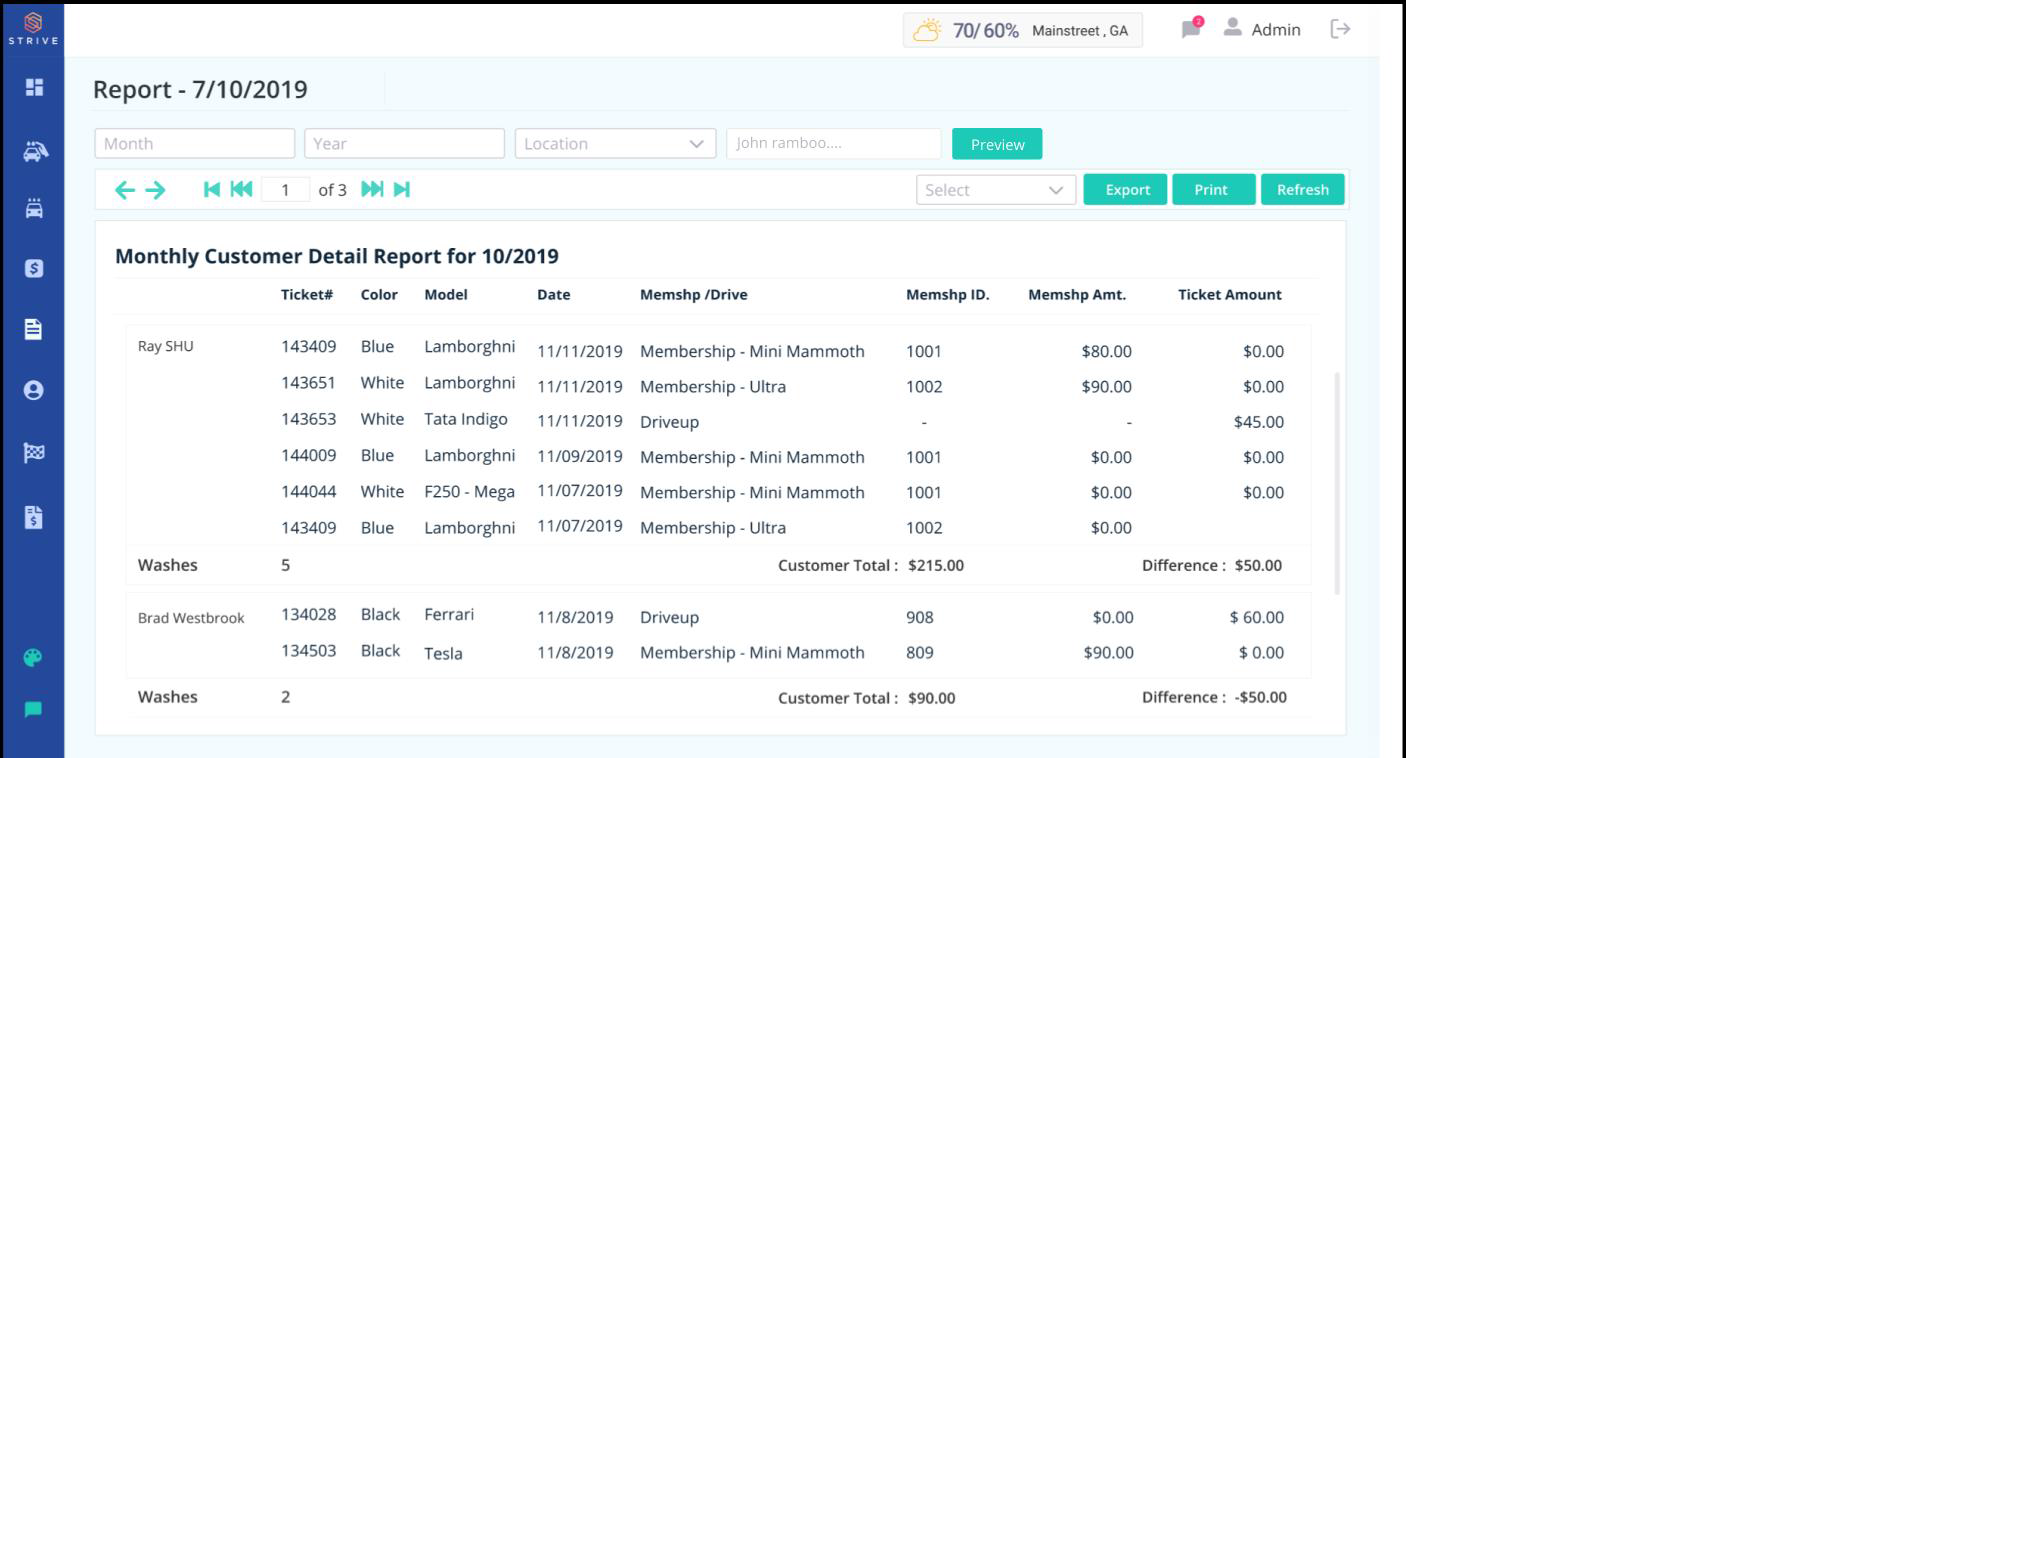 STRIVE
70/ 60% Mainstreet , GA 2 Admin
Report - 7/10/2019
Month Year Location John ramboo.... Preview
1 of 3 Select Export Print Refresh
Monthly Customer Detail Report for 10/2019
Ticket# Color Model Date Memshp /Drive Memshp ID. Memshp Amt. Ticket Amount
Ray SHU 143409 Blue Lamborghni 11/11/2019 Membership - Mini Mammoth 1001 $80.00 $0.00
143651 White Lamborghni 11/11/2019 Membership - Ultra 1002 $90.00 $0.00
143653 White Tata Indigo 11/11/2019 Driveup - - $45.00
144009 Blue Lamborghni 11/09/2019 Membership - Mini Mammoth 1001 $0.00 $0.00
144044 White F250 - Mega 11/07/2019 Membership - Mini Mammoth 1001 $0.00 $0.00
143409 Blue Lamborghni 11/07/2019 Membership - Ultra 1002 $0.00
Washes 5 Customer Total : $215.00 Difference : $50.00
Brad Westbrook 134028 Black Ferrari 11/8/2019 Driveup 908 $0.00 $ 60.00
134503 Black Tesla 11/8/2019 Membership - Mini Mammoth 809 $90.00 $ 0.00
Washes 2 Customer Total : $90.00 Difference : -$50.00